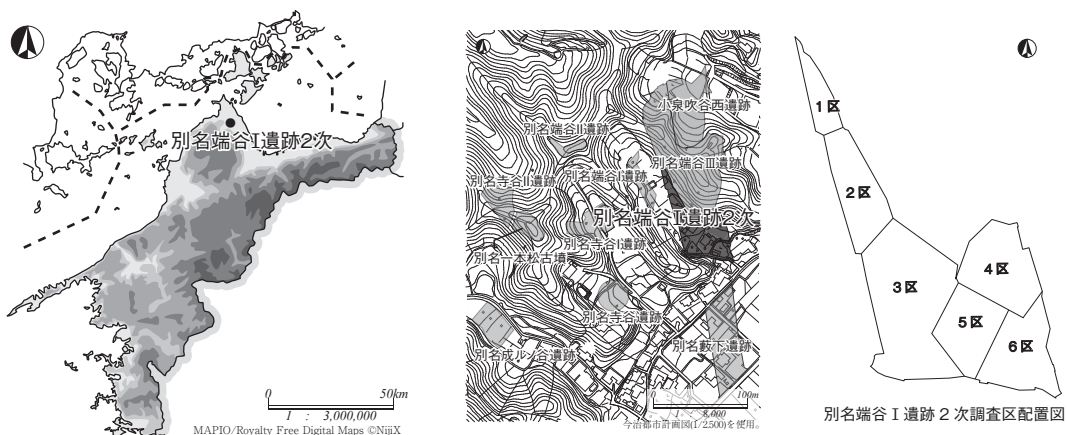 別名端谷Ⅰ遺跡2次
0 50km
1 : 3,000,000
MAPIO/Royalty Free Digital Maps ©NijiX
小泉吹谷西遺跡
別名端谷Ⅱ遺跡
別名端谷Ⅲ遺跡
別名端谷Ⅰ遺跡
別名寺谷Ⅱ遺跡
別名端谷Ⅰ遺跡2次
別名寺谷Ⅰ遺跡
別名一本松古墳
別名寺谷遺跡
別名成ルノ谷遺跡
別名藪下遺跡
0 100m
1 : 8,000
今治都市計画図(1/2,500)を使用。
1区
2区
3区
4区
5区
6区
別名端谷Ⅰ遺跡2次調査区配置図